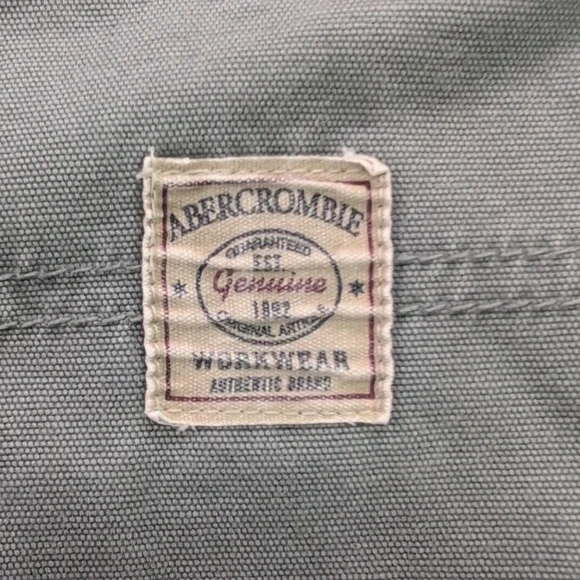 ABERCROMBIE
GUARANTEED
EST.
Genuine
1892
ORIGINAL ARTICLE
WORKWEAR
AUTHENTIC BRAND